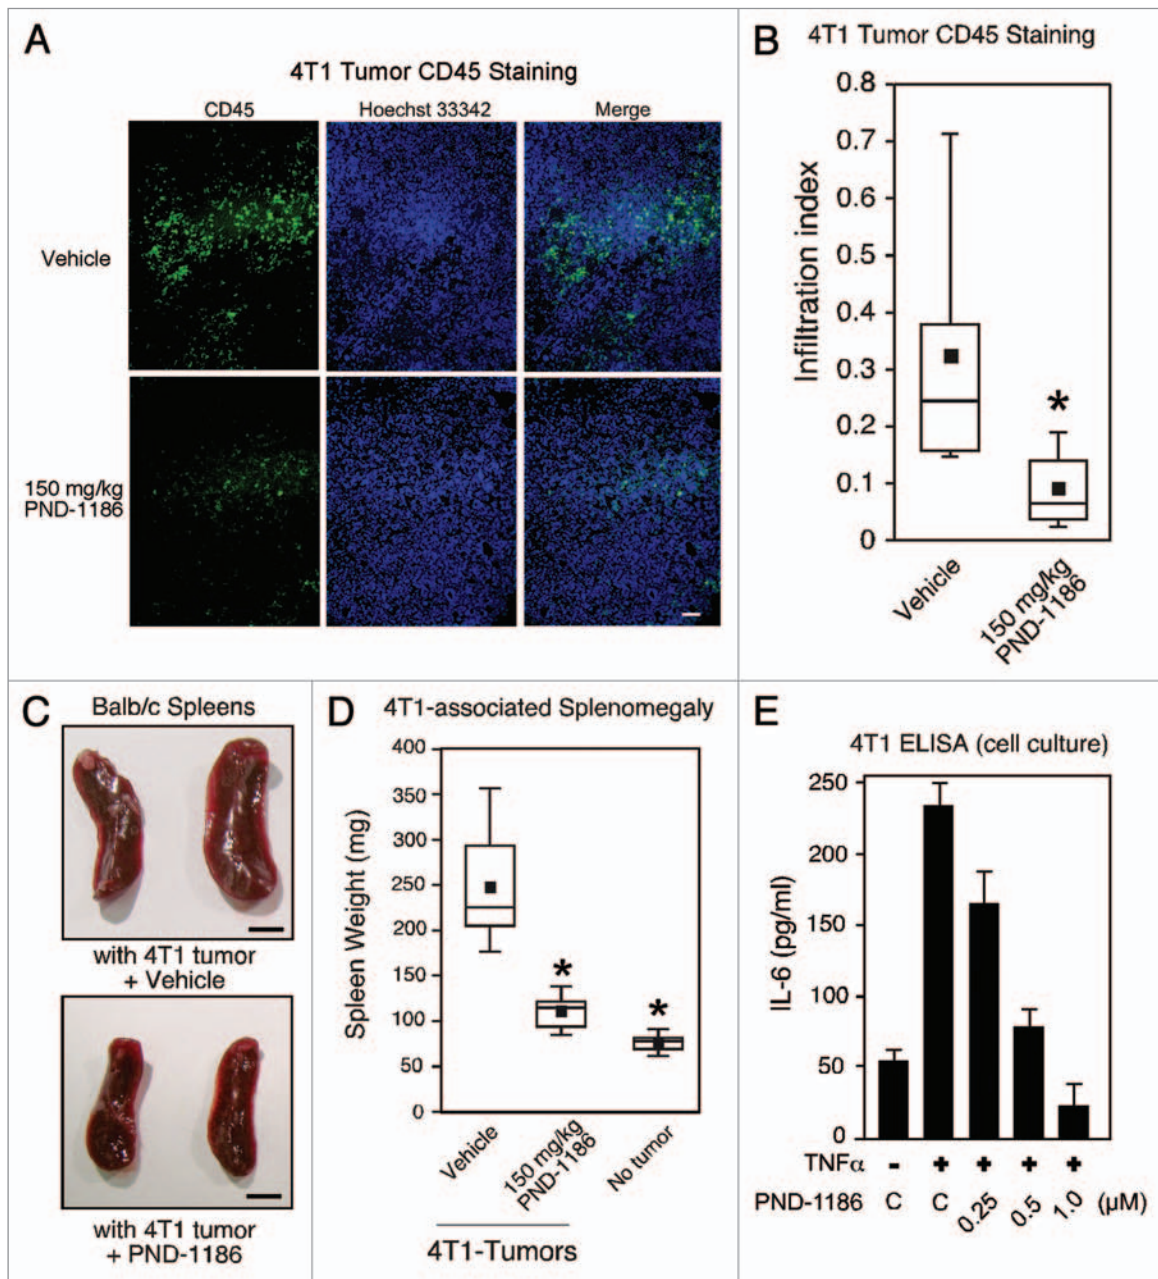 A
4T1 Tumor CD45 Staining
CD45 Hoechst 33342 Merge
Vehicle
150 mg/kg
PND-1186
B
4T1 Tumor CD45 Staining
Infiltration index
0.8
0.7
0.6
0.5
0.4
0.3
0.2
0.1
0
*
Vehicle
150 mg/kg
PND-1186
C
Balb/c Spleens
with 4T1 tumor
+ Vehicle
with 4T1 tumor
+ PND-1186
D
4T1-associated Splenomegaly
Spleen Weight (mg)
400
350
300
250
200
150
100
50
0
* *
Vehicle
150 mg/kg
PND-1186
No tumor
4T1-Tumors
E
4T1 ELISA (cell culture)
IL-6 (pg/ml)
250
200
150
100
50
0
TNFα - + + + +
PND-1186 C C 0.25 0.5 1.0 (μM)